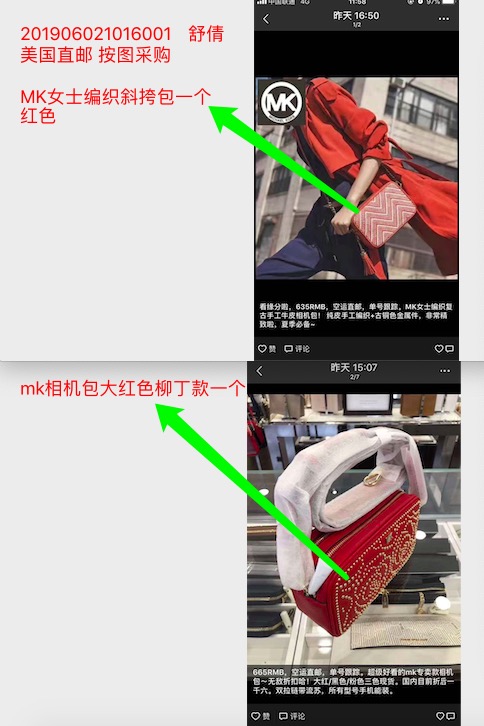 201906021016001 舒倩
美国直邮 按图采购
MK女士编织斜挎包一个
红色
中国联通 4G 11:58 97%
昨天 16:50
1/2
MK
看缘分啦，635RMB，空运直邮，单号跟踪，MK女士编织复
古手工牛皮相机包！ 纯皮手工编织+古铜色金属件，非常精
致啦，夏季必备~
赞 评论
mk相机包大红色柳丁款一个
昨天 15:07
2/7
665RMB，空运直邮，单号跟踪。超级好看的mk专卖款相机
包~无敌折扣哈！大红/黑色/粉色三色现货。国内目前折后一
千六。双拉链带流苏，所有型号手机能装。
赞 评论